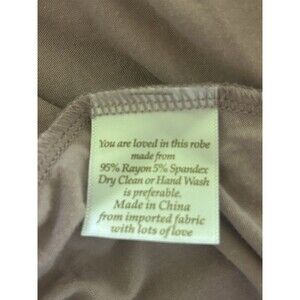 You are loved in this robe
made from
95% Rayon 5% Spandex
Dry Clean or Hand Wash
is preferable.
Made in China
from imported fabric
with lots of love